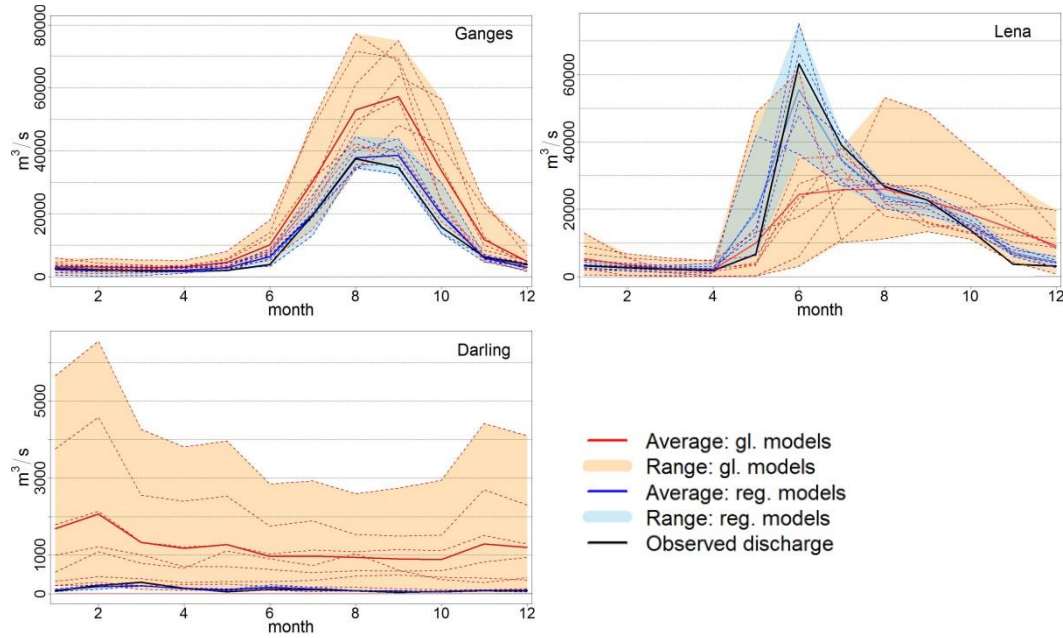 Ganges
80000
60000
40000
20000
0
m³/s
2 4 6 8 10 12
month
Lena
60000
40000
20000
0
m³/s
2 4 6 8 10 12
month
Darling
5000
3000
1000
0
m³/s
2 4 6 8 10 12
month
Average: gl. models
Range: gl. models
Average: reg. models
Range: reg. models
Observed discharge